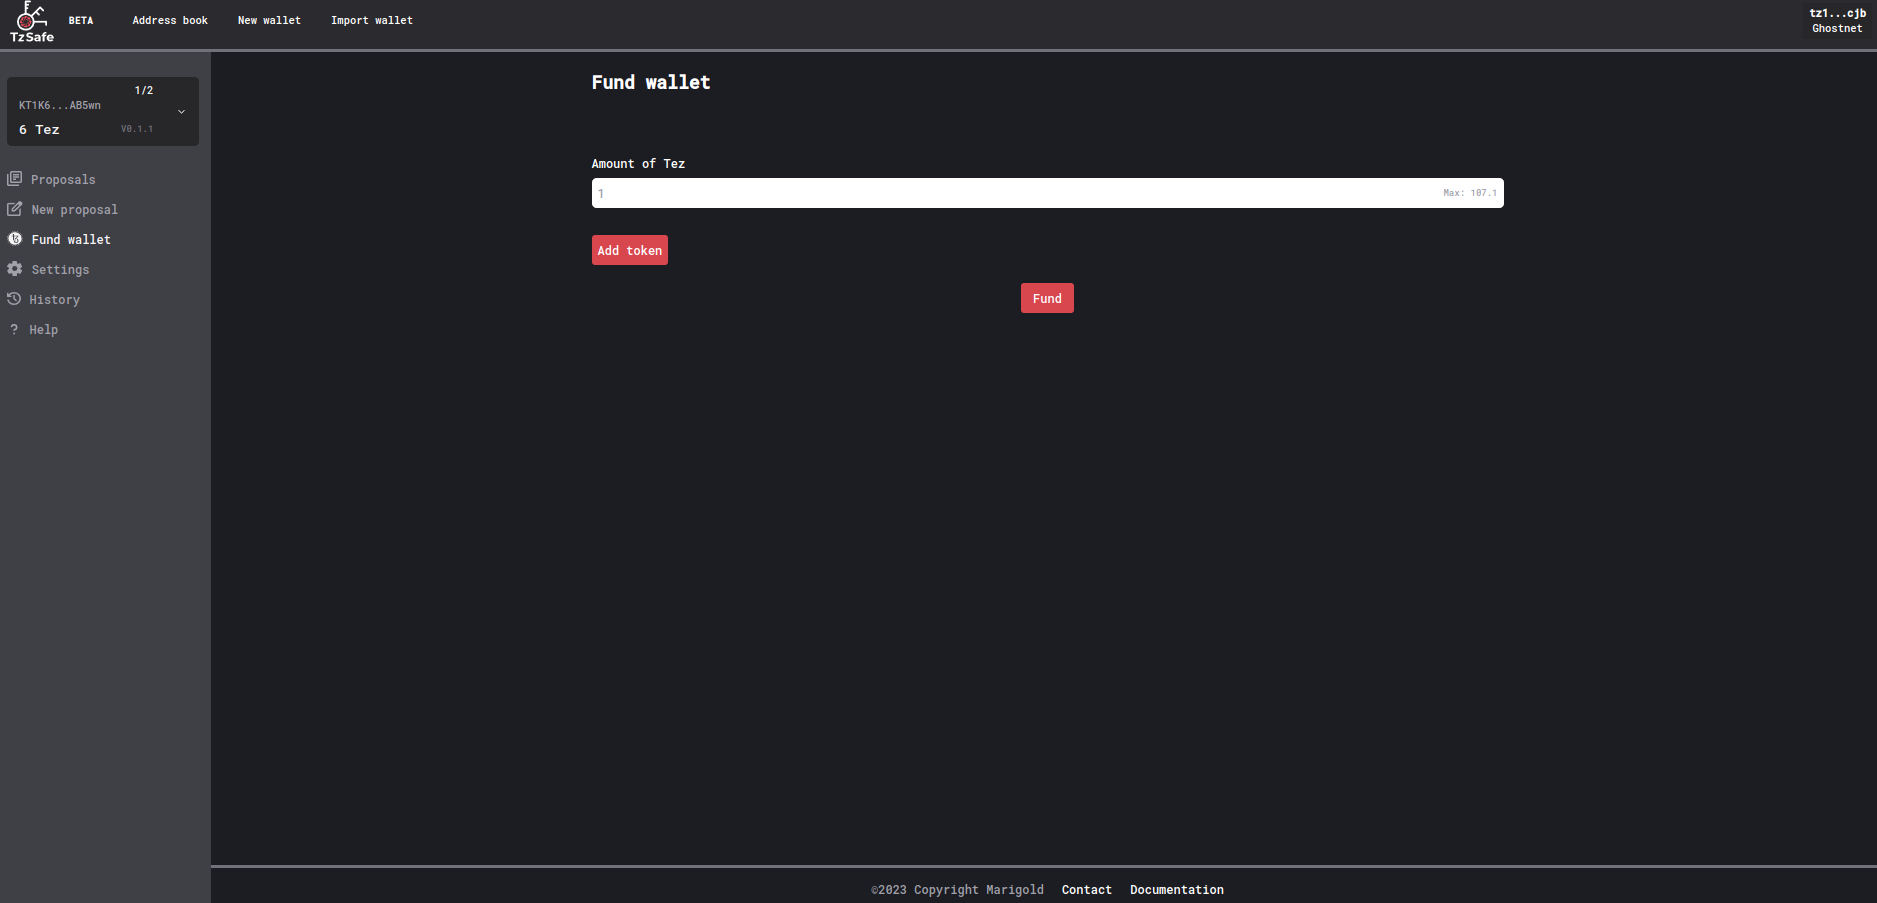 TzSafe
BETA
Address book
New wallet
Import wallet
tz1...cjb
Ghostnet
1/2
KT1K6...AB5wn
6 Tez
V0.1.1
Proposals
New proposal
Fund wallet
Settings
History
? Help
Fund wallet
Amount of Tez
1
Max: 107.1
Add token
Fund
©2023 Copyright Marigold
Contact
Documentation